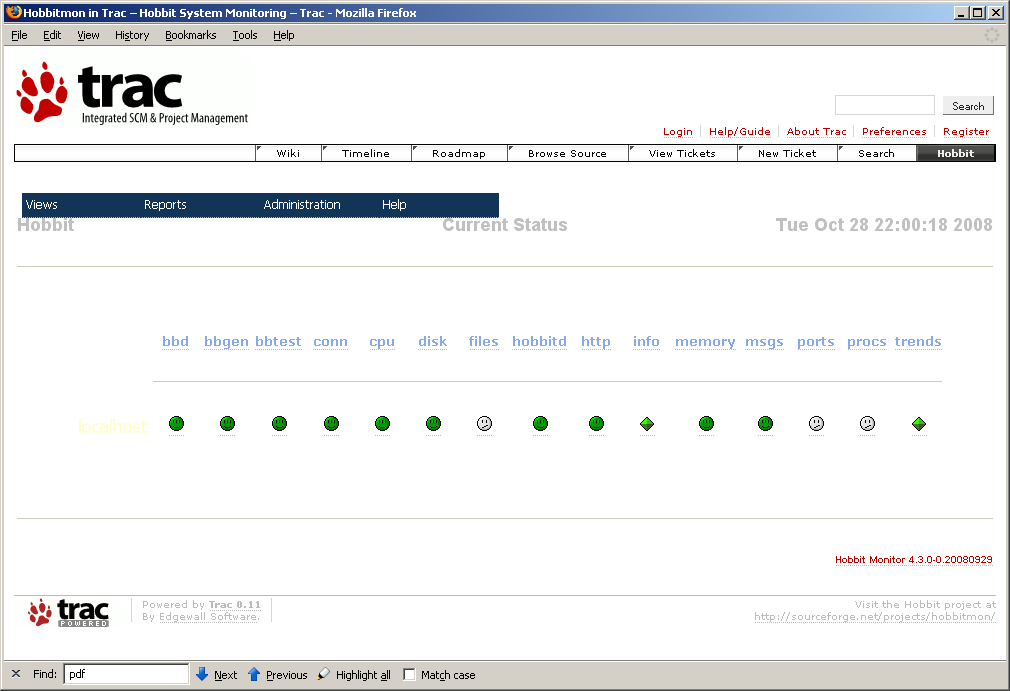 Hobbitmon in Trac – Hobbit System Monitoring – Trac - Mozilla Firefox
File Edit View History Bookmarks Tools Help
trac
Integrated SCM & Project Management
Search
Login Help/Guide About Trac Preferences Register
Wiki Timeline Roadmap Browse Source View Tickets New Ticket Search Hobbit
Views Reports Administration Help
Hobbit Current Status Tue Oct 28 22:00:18 2008
bbd bbgen bbtest conn cpu disk files hobbitd http info memory msgs ports procs trends
localhost
Hobbit Monitor 4.3.0-0.20080929
trac
POWERED
Powered by Trac 0.11
By Edgewall Software.
Visit the Hobbit project at
http://sourceforge.net/projects/hobbitmon/
Find: pdf Next Previous Highlight all Match case